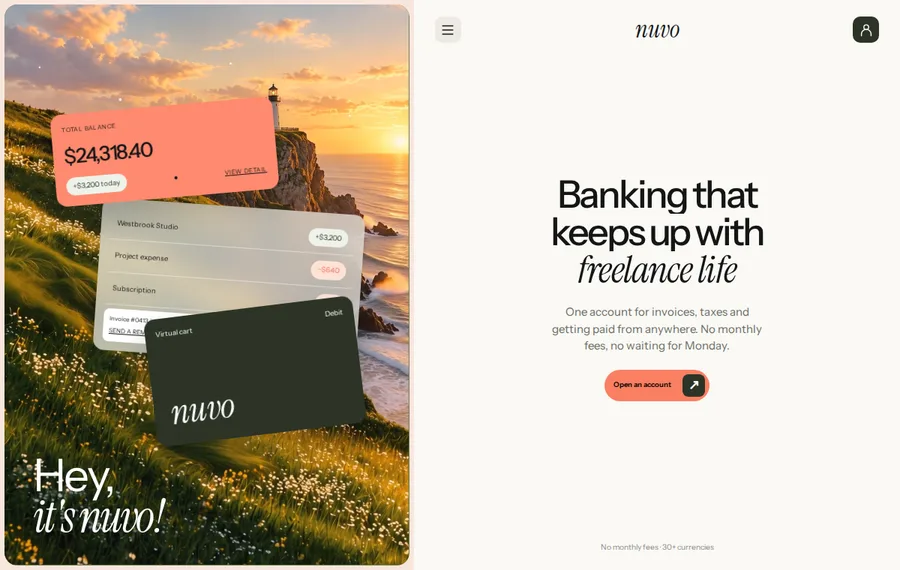 TOTAL BALANCE
$24,318.40
+$3,200 today
VIEW DETAIL
Westbrook Studio
+$3,200
Project expense
-$640
Subscription
Invoice #0413
SEND A REM
Virtual cart
Debit
nuvo
Hey,
it's nuvo!
nuvo
Banking that
keeps up with
freelance life
One account for invoices, taxes and
getting paid from anywhere. No monthly
fees, no waiting for Monday.
Open an account
No monthly fees · 30+ currencies